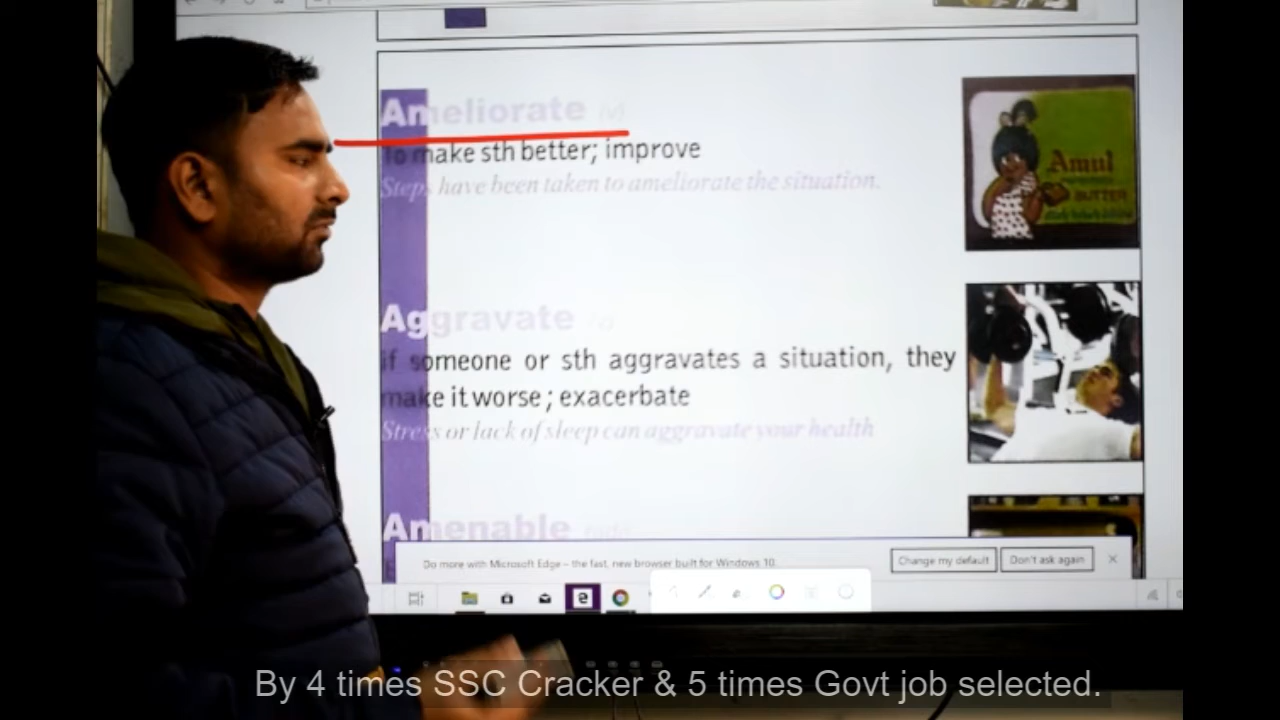 Ameliorate (v)
To make sth better; improve
Steps have been taken to ameliorate the situation.
Amul
BUTTER
Aggravate
if someone or sth aggravates a situation, they
make it worse ; exacerbate
Stress or lack of sleep can aggravate your health
Amenable
Do more with Microsoft Edge – the fast, new browser built for Windows 10.
Change my default
Don't ask again
By 4 times SSC Cracker & 5 times Govt job selected.